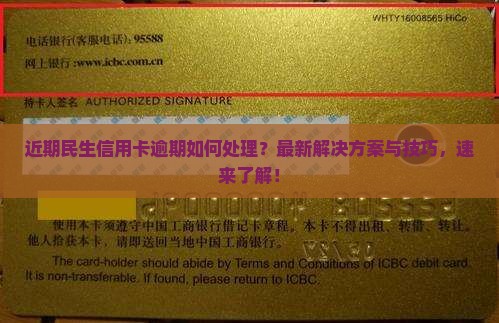 WHTY16008565 HiCo
电话银行(客服电话):95588
网上银行:www.icbc.com.cn
持卡人签名 AUTHORIZED SIGNATURE
近期民生信用卡逾期如何处理？最新解决方案与技巧，速
来了解！
使用本卡须遵守中国工商银行借记卡章程。本卡不得出租、转借、转让。
他人拾获本卡，请即送回当地中国工商银行。
The card-holder should abide by Terms and Conditions of ICBC debit card.
It is non-transferable. If found, please return to ICBC.